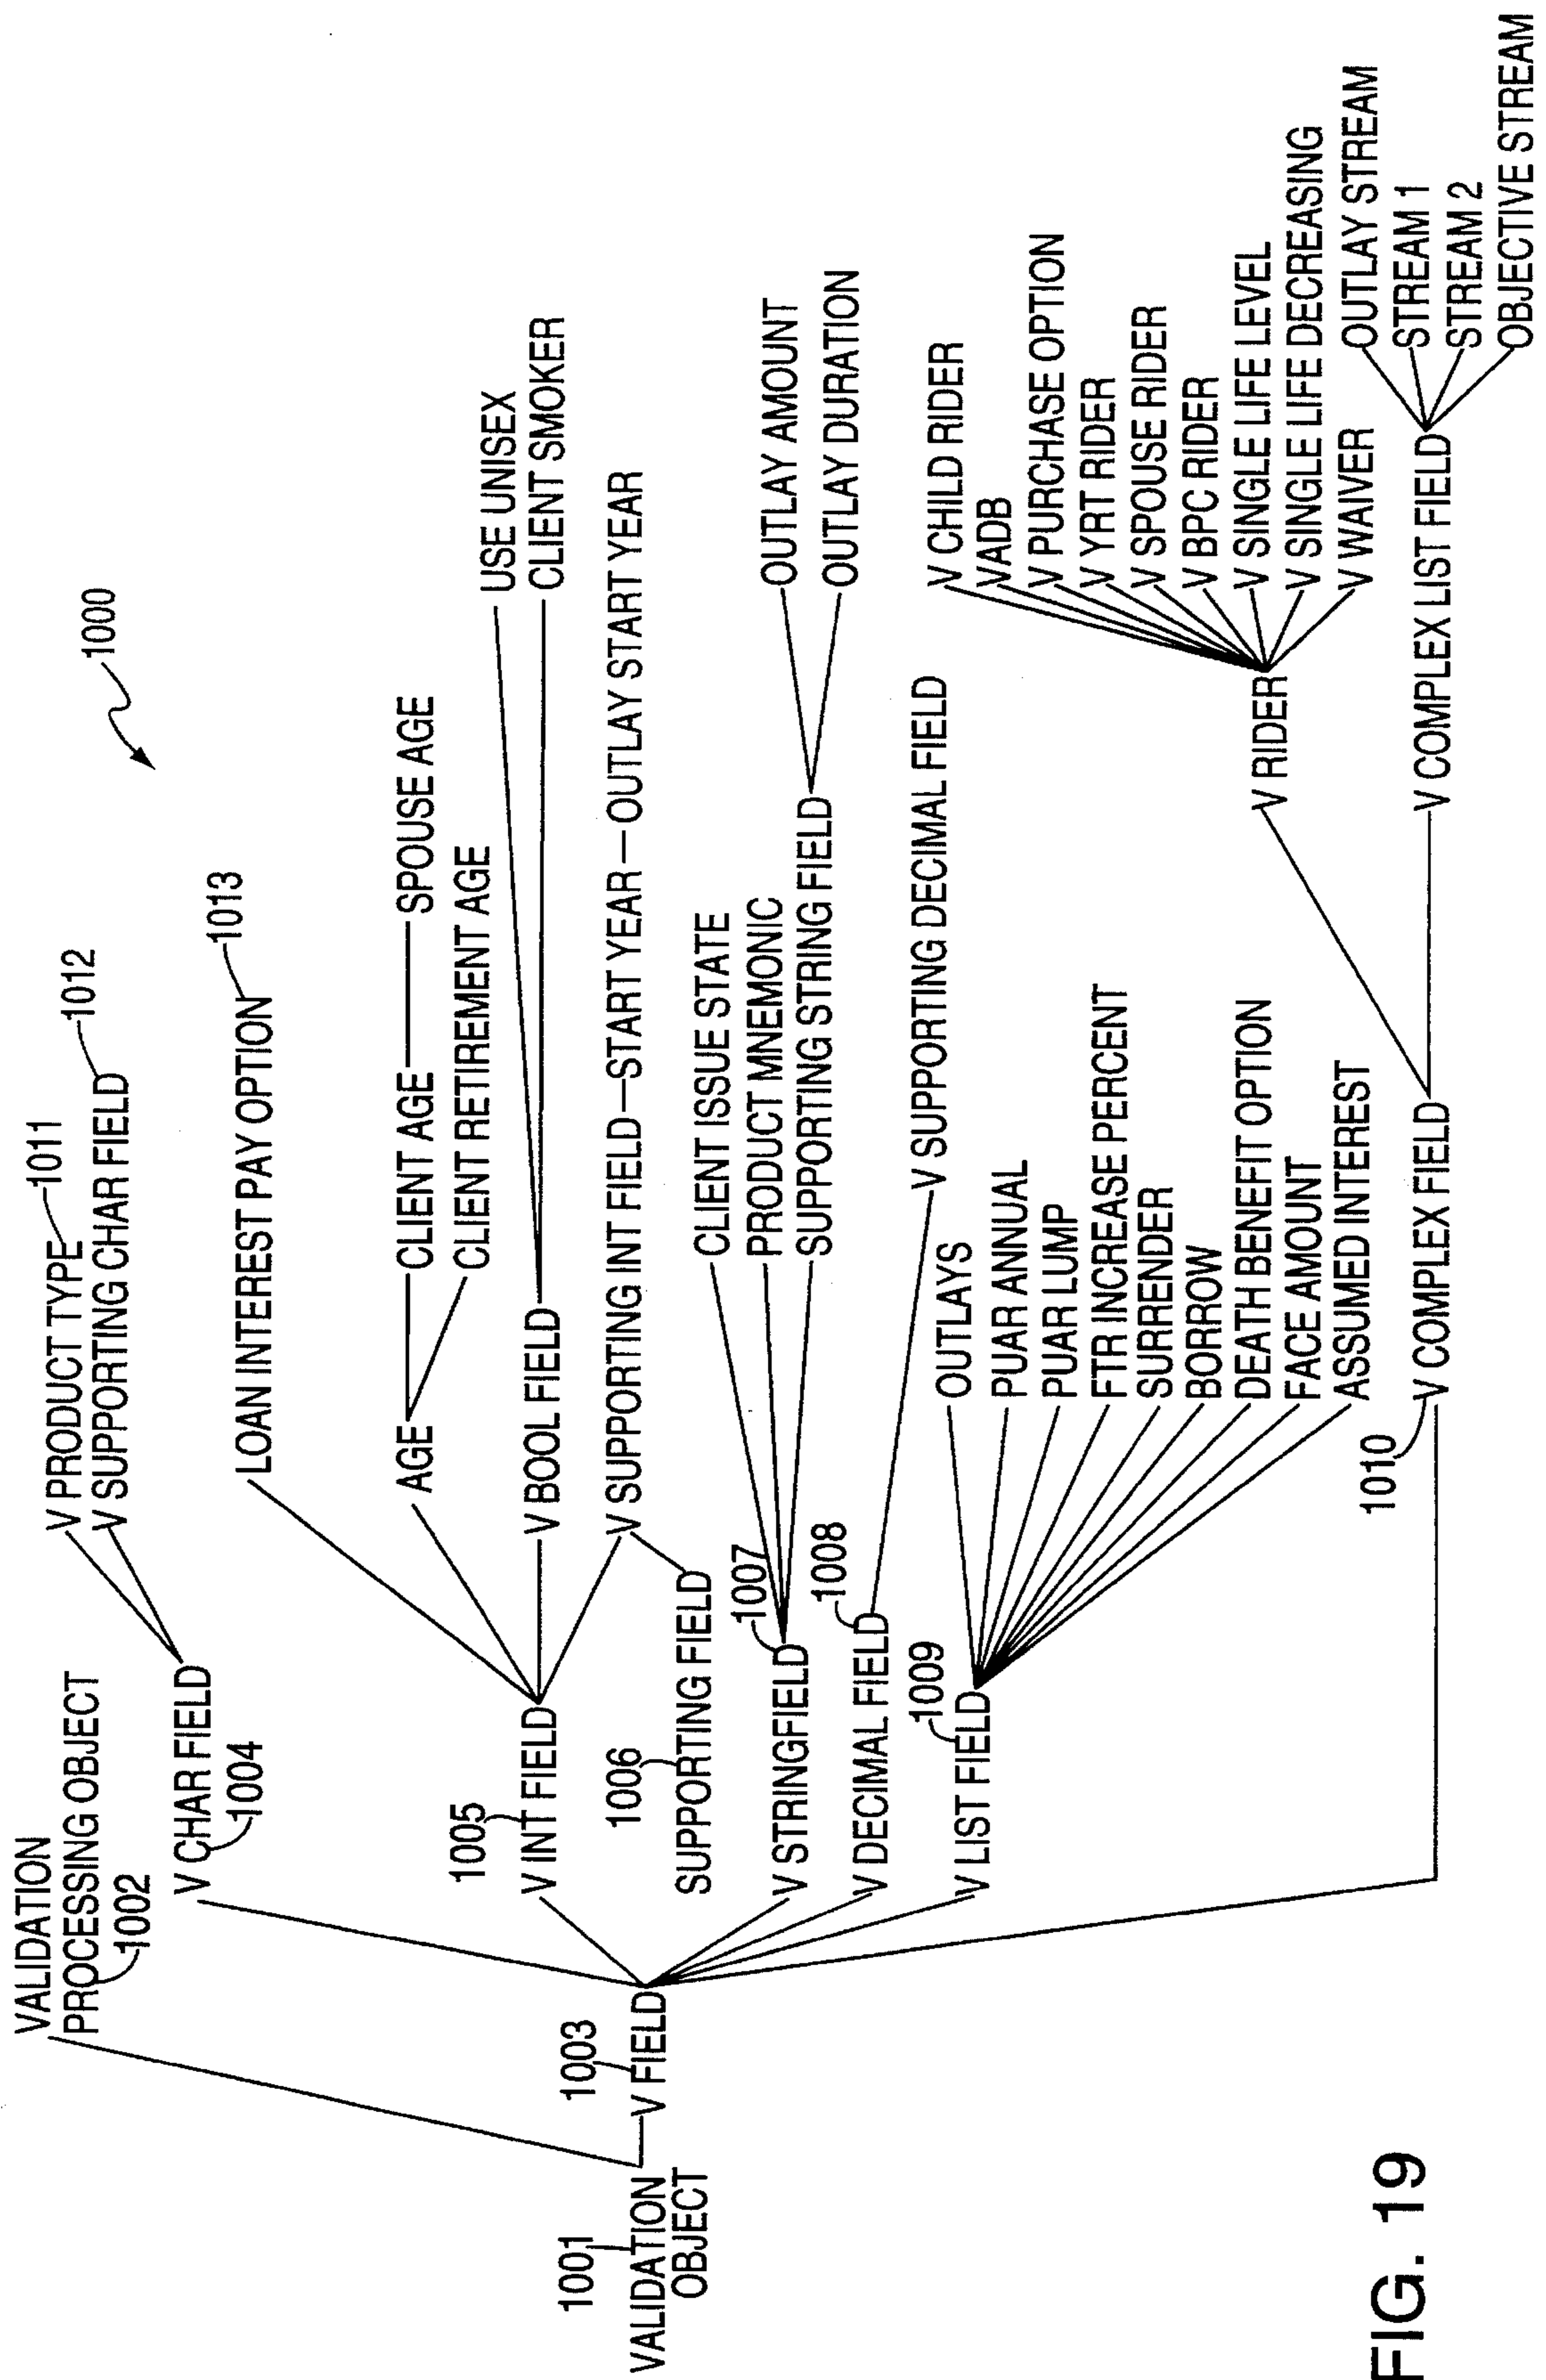 1000
VALIDATION
PROCESSING OBJECT
1002
V PRODUCT TYPE
1011
V SUPPORTING CHAR FIELD
1012
V CHAR FIELD
1004
LOAN INTEREST PAY OPTION
1013
AGE
CLIENT AGE
SPOUSE AGE
CLIENT RETIREMENT AGE
1005
V INT FIELD
V BOOL FIELD
USE UNISEX
CLIENT SMOKER
V SUPPORTING INT FIELD
START YEAR
OUTLAY START YEAR
1003
V FIELD
1001
VALIDATION
OBJECT
1006
SUPPORTING FIELD
1007
V STRINGFIELD
CLIENT ISSUE STATE
PRODUCT MNEMONIC
SUPPORTING STRING FIELD
OUTLAY AMOUNT
OUTLAY DURATION
1008
V DECIMAL FIELD
V SUPPORTING DECIMAL FIELD
1009
V LIST FIELD
OUTLAYS
PUAR ANNUAL
PUAR LUMP
FTR INCREASE PERCENT
SURRENDER
BORROW
DEATH BENEFIT OPTION
FACE AMOUNT
ASSUMED INTEREST
1010
V COMPLEX FIELD
V RIDER
V CHILD RIDER
VADB
V PURCHASE OPTION
V YRT RIDER
V SPOUSE RIDER
V BPC RIDER
V SINGLE LIFE LEVEL
V SINGLE LIFE DECREASING
V WAIVER
V COMPLEX LIST FIELD
OUTLAY STREAM
STREAM 1
STREAM 2
OBJECTIVE STREAM
FIG. 19